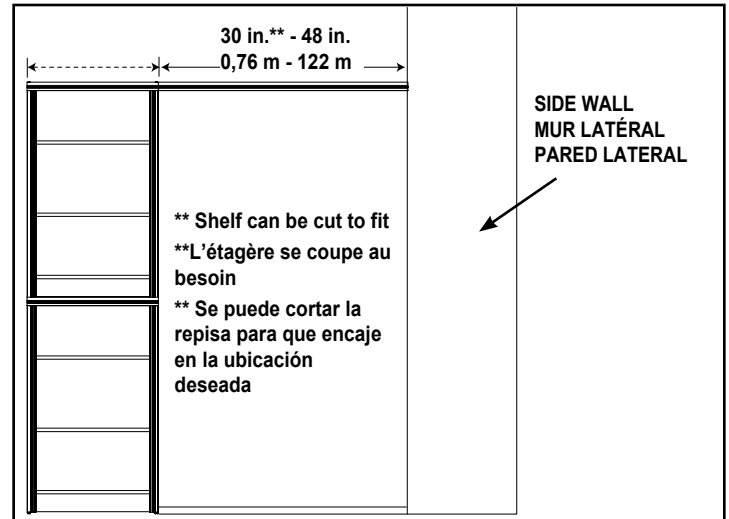 30 in.** - 48 in.
0,76 m - 122 m
SIDE WALL
MUR LATÉRAL
PARED LATERAL
** Shelf can be cut to fit
**L'étagère se coupe au
besoin
** Se puede cortar la
repisa para que encaje
en la ubicación
deseada